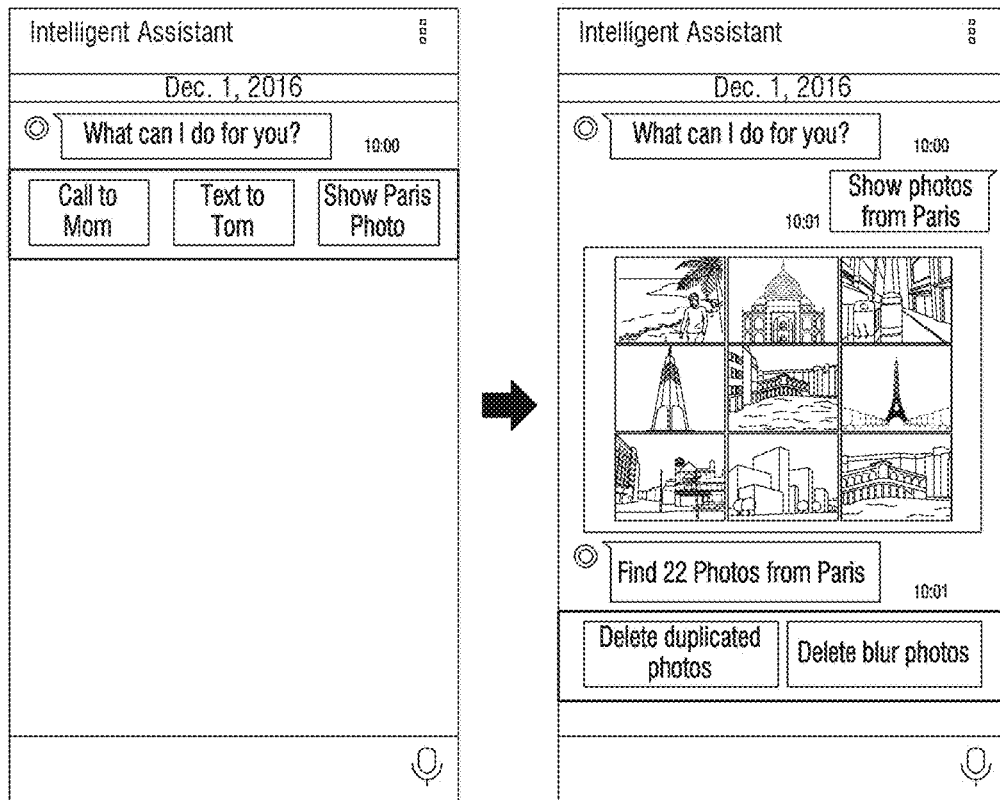 Intelligent Assistant
Dec. 1, 2016
What can I do for you?
10:00
Call to
Mom
Text to
Tom
Show Paris
Photo
Intelligent Assistant
Dec. 1, 2016
What can I do for you?
10:00
Show photos
from Paris
10:01
Find 22 Photos from Paris
10:01
Delete duplicated
photos
Delete blur photos